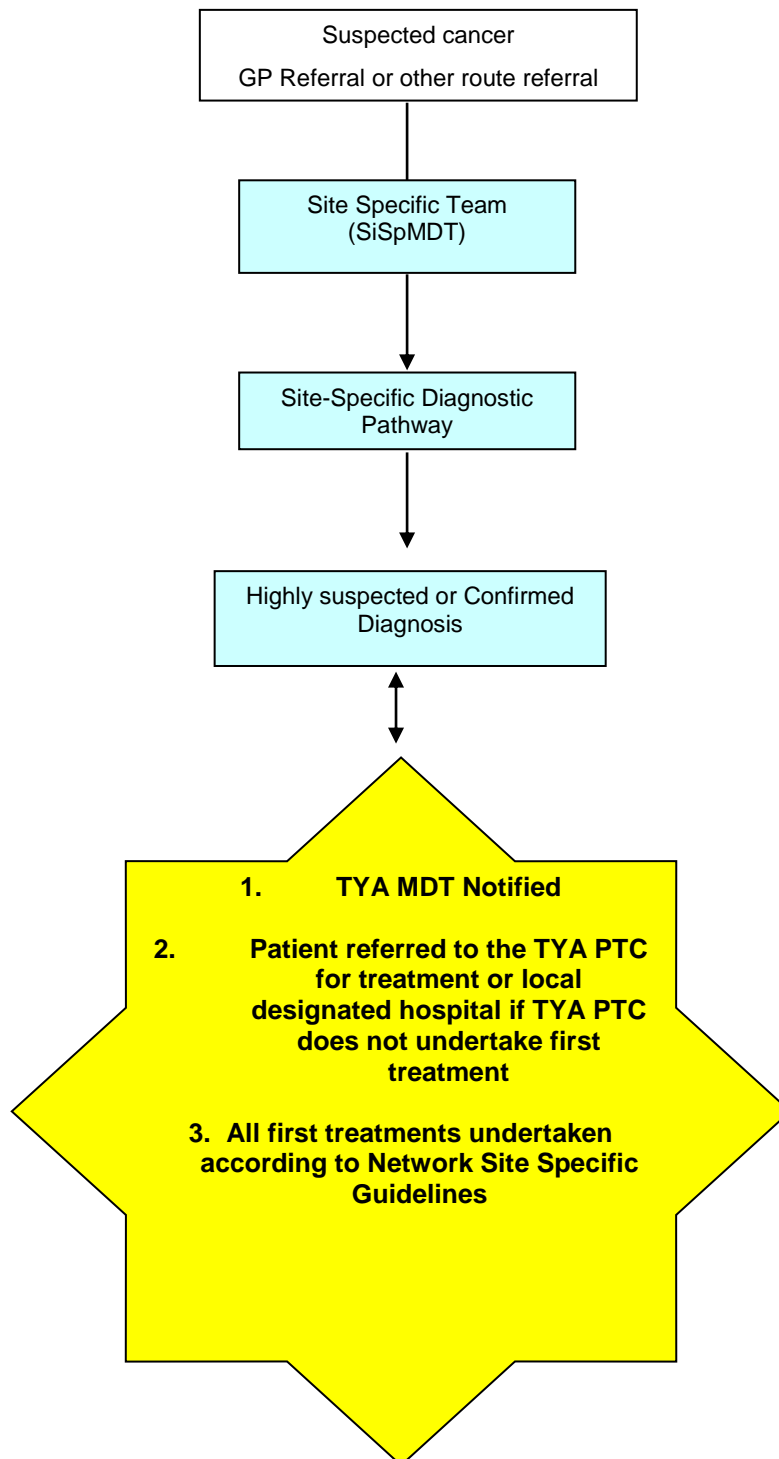 Suspected cancer
GP Referral or other route referral
Site Specific Team
(SiSpMDT)
Site-Specific Diagnostic
Pathway
Highly suspected or Confirmed
Diagnosis
1. TYA MDT Notified
2. Patient referred to the TYA PTC
for treatment or local
designated hospital if TYA PTC
does not undertake first
treatment
3. All first treatments undertaken
according to Network Site Specific
Guidelines